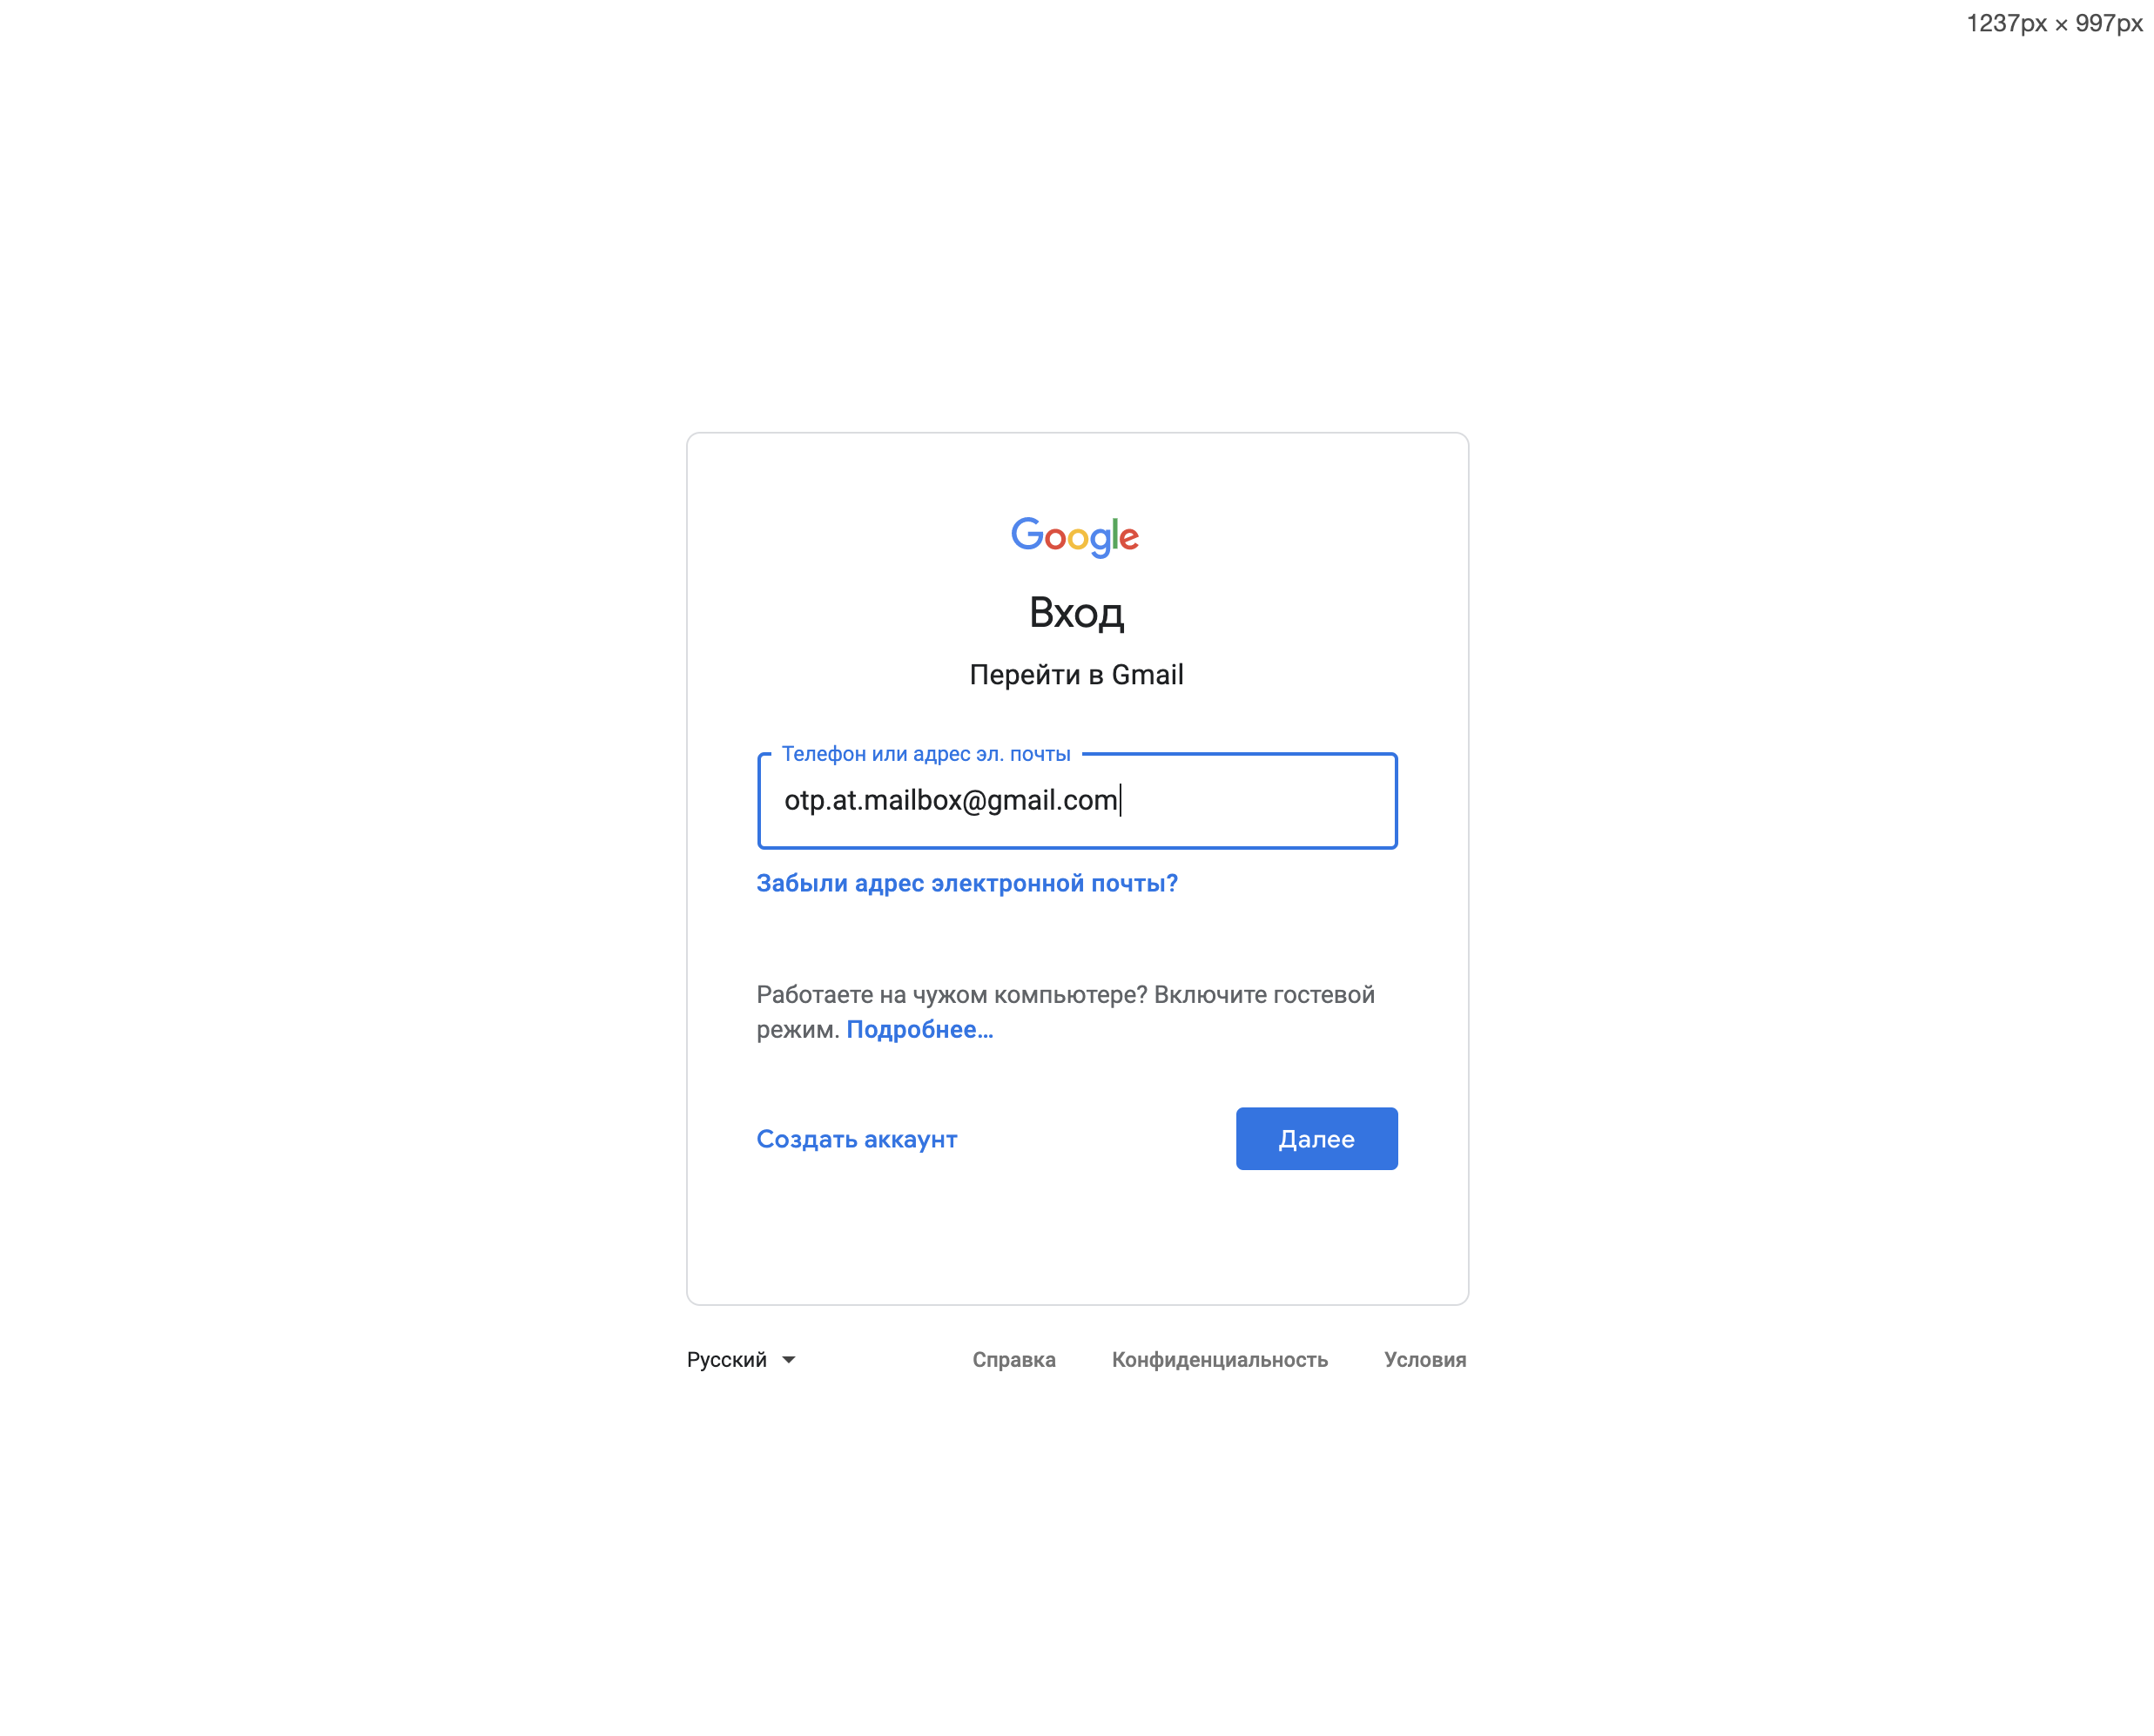 1237px × 997px
Google
Вход
Перейти в Gmail
Телефон или адрес эл. почты
otp.at.mailbox@gmail.com
Забыли адрес электронной почты?
Работаете на чужом компьютере? Включите гостевой
режим. Подробнее…
Создать аккаунт
Далее
Русский
Справка
Конфиденциальность
Условия